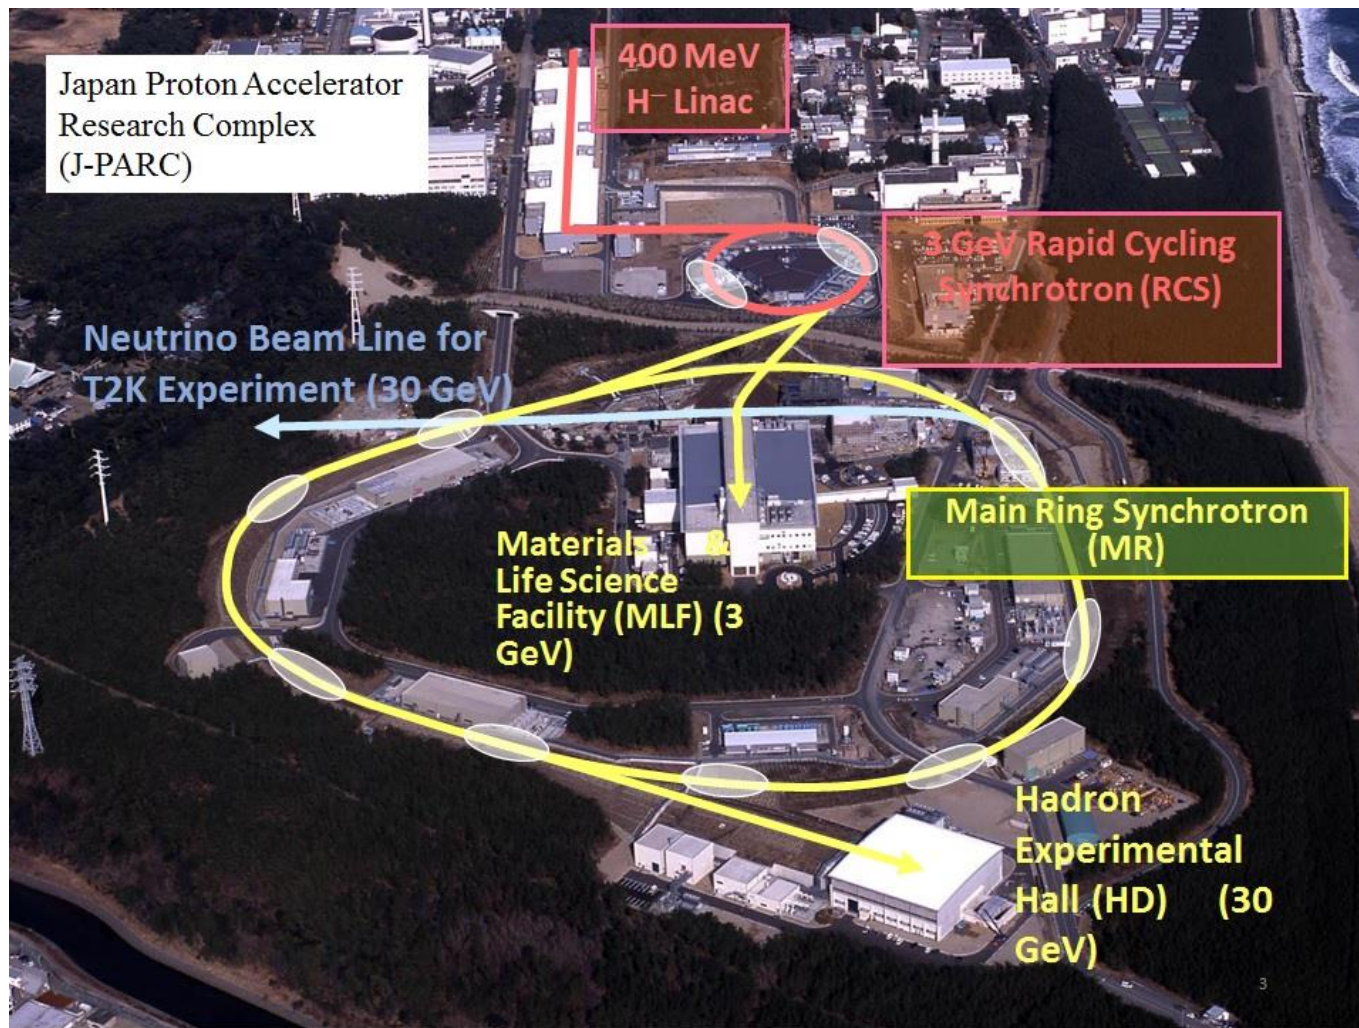 Japan Proton Accelerator
Research Complex
(J-PARC)
400 MeV
H⁻ Linac
3 GeV Rapid Cycling
Synchrotron (RCS)
Neutrino Beam Line for
T2K Experiment (30 GeV)
Main Ring Synchrotron
(MR)
Materials &
Life Science
Facility (MLF) (3
GeV)
Hadron
Experimental
Hall (HD) (30
GeV)
3